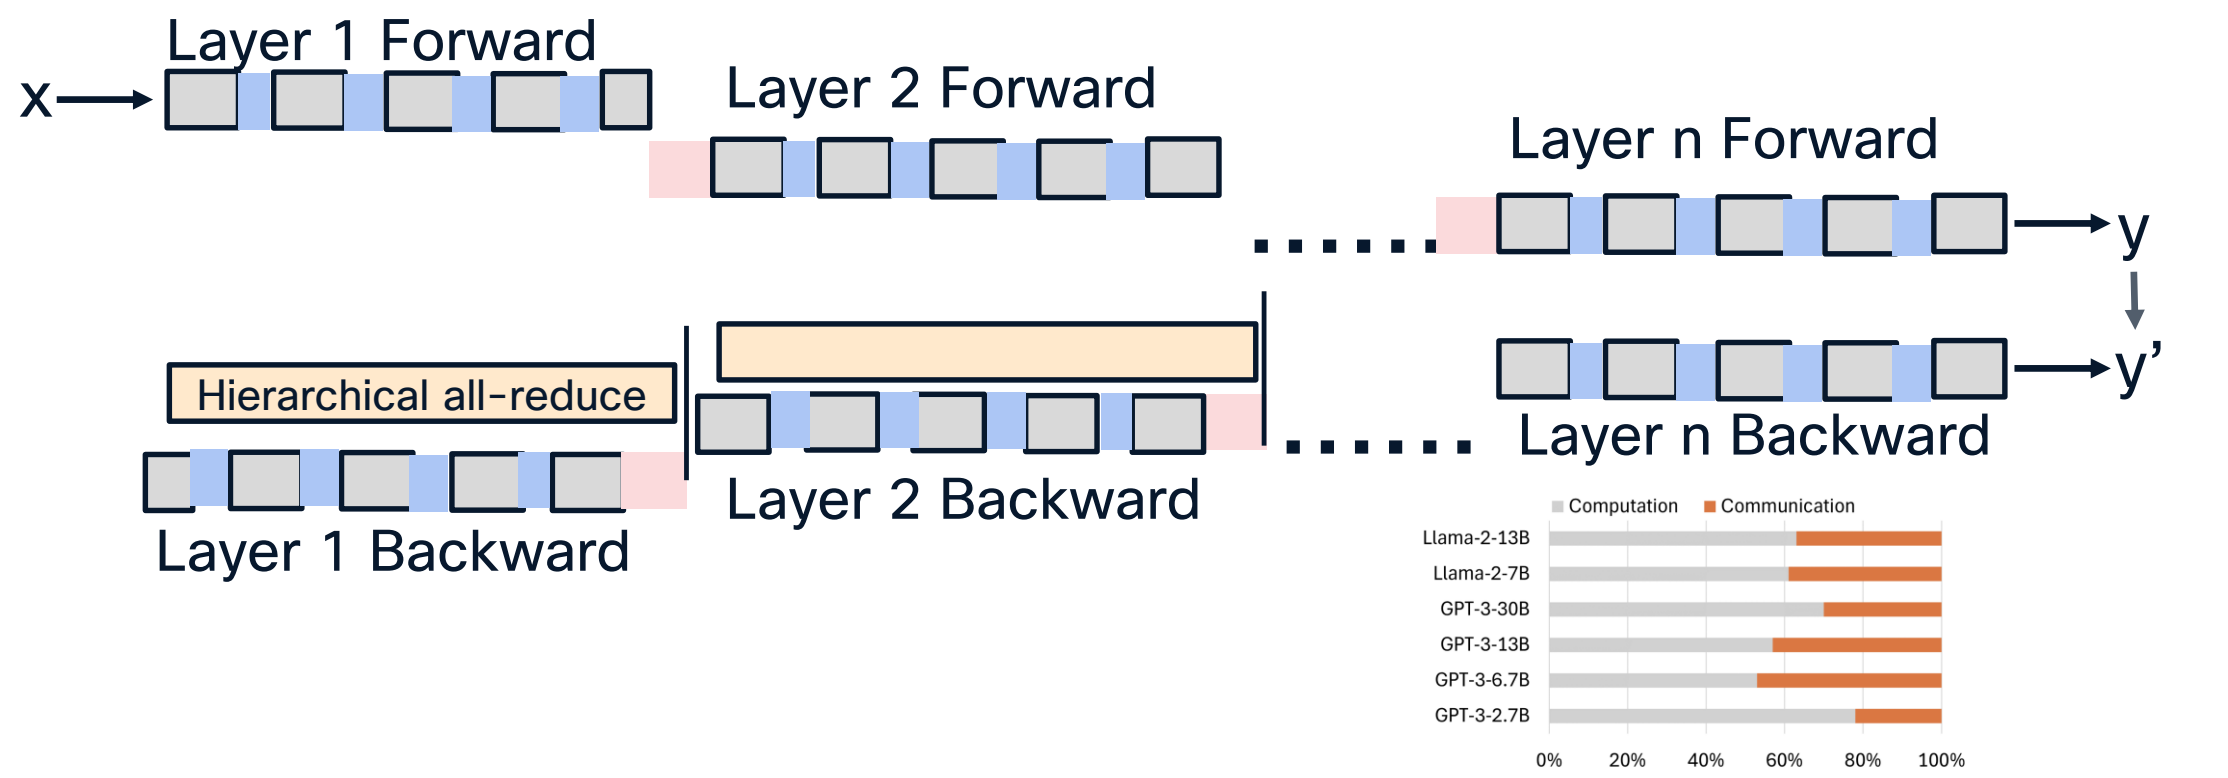 Layer 1 Forward
x
Layer 2 Forward
Layer n Forward
y
Hierarchical all-reduce
y’
Layer 1 Backward
Layer 2 Backward
Layer n Backward
Computation Communication
Llama-2-13B
Llama-2-7B
GPT-3-30B
GPT-3-13B
GPT-3-6.7B
GPT-3-2.7B
0% 20% 40% 60% 80% 100%